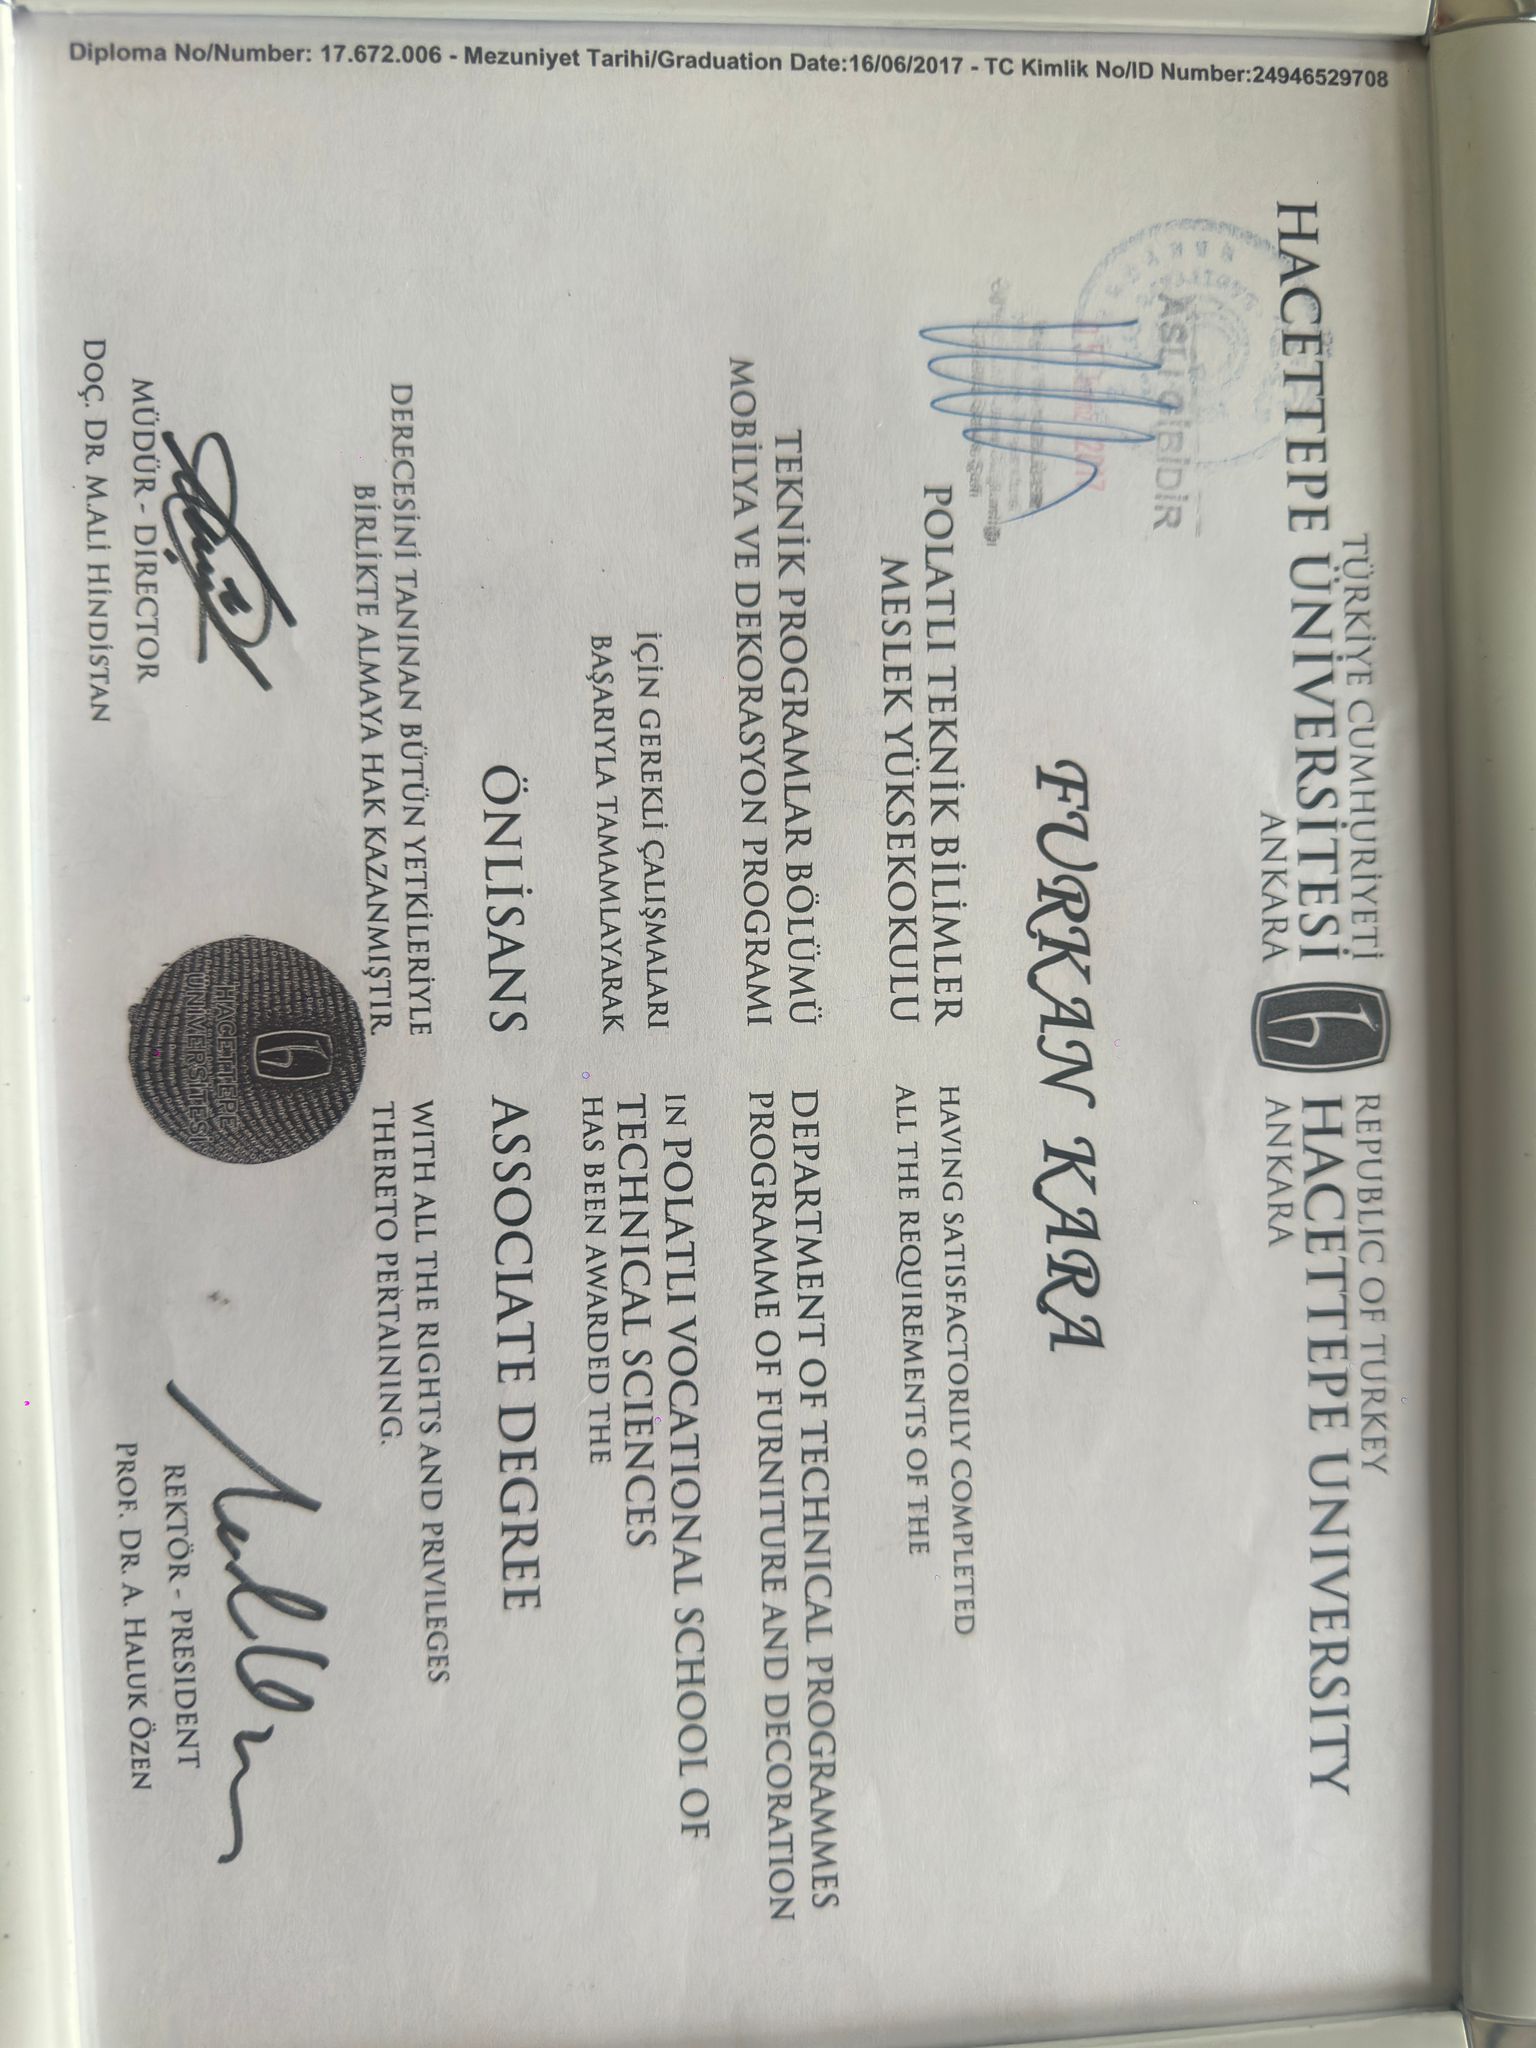 TÜRKİYE CUMHURİYETİ
HACETTEPE ÜNİVERSİTESİ
ANKARA
REPUBLIC OF TURKEY
HACETTEPE UNIVERSITY
ANKARA
ASLI GİBİDİR
FURKAN KARA
POLATLI TEKNİK BİLİMLER
MESLEK YÜKSEKOKULU
TEKNİK PROGRAMLAR BÖLÜMÜ
MOBİLYA VE DEKORASYON PROGRAMI
İÇİN GEREKLİ ÇALIŞMALARI
BAŞARIYLA TAMAMLAYARAK
ÖNLİSANS
DERECESİNİ TANINAN BÜTÜN YETKİLERİYLE
BİRLİKTE ALMAYA HAK KAZANMIŞTIR.
HAVING SATISFACTORILY COMPLETED
ALL THE REQUIREMENTS OF THE
DEPARTMENT OF TECHNICAL PROGRAMMES
PROGRAMME OF FURNITURE AND DECORATION
IN POLATLI VOCATIONAL SCHOOL OF
TECHNICAL SCIENCES
HAS BEEN AWARDED THE
ASSOCIATE DEGREE
WITH ALL THE RIGHTS AND PRIVILEGES
THERETO PERTAINING.
HACETTEPE
ÜNİVERSİTESİ
MÜDÜR - DIRECTOR
DOÇ. DR. M.ALİ HİNDİSTAN
REKTÖR - PRESIDENT
PROF. DR. A. HALUK ÖZEN
Diploma No/Number: 17.672.006 - Mezuniyet Tarihi/Graduation Date:16/06/2017 - TC Kimlik No/ID Number:24946529708